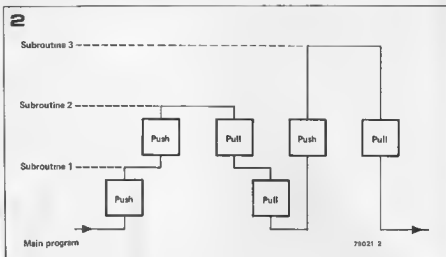 2
Subroutine 3
Subroutine 2
Push Pull Push Pull
Subroutine 1
Push Pull
Main program
79021 2